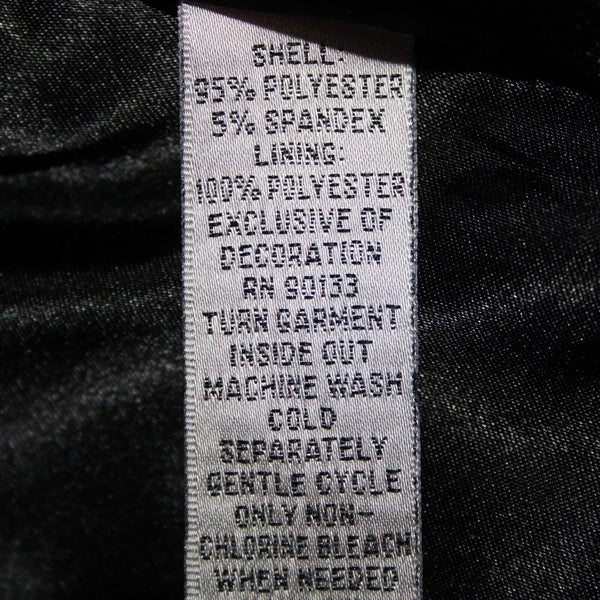 SHELL:
95% POLYESTER
5% SPANDEX
LINING:
100% POLYESTER
EXCLUSIVE OF
DECORATION
RN 90133
TURN GARMENT
INSIDE OUT
MACHINE WASH
COLD
SEPARATELY
GENTLE CYCLE
ONLY NON-
CHLORINE BLEACH
WHEN NEEDED